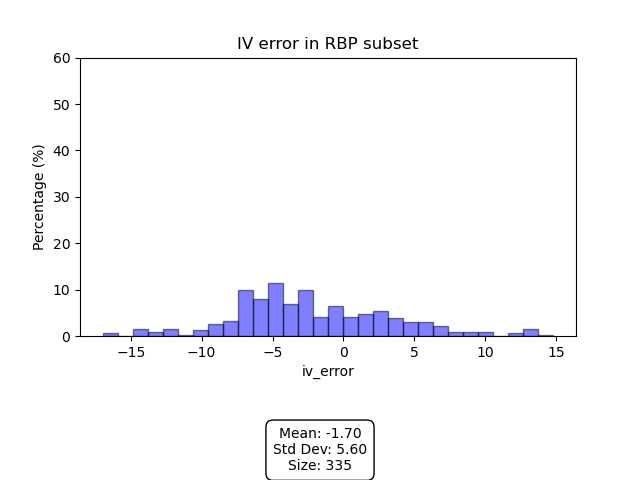 IV error in RBP subset
60
50
40
30
20
10
0
Percentage (%)
−15
−10
−5
0
5
10
15
iv_error
Mean: -1.70
Std Dev: 5.60
Size: 335